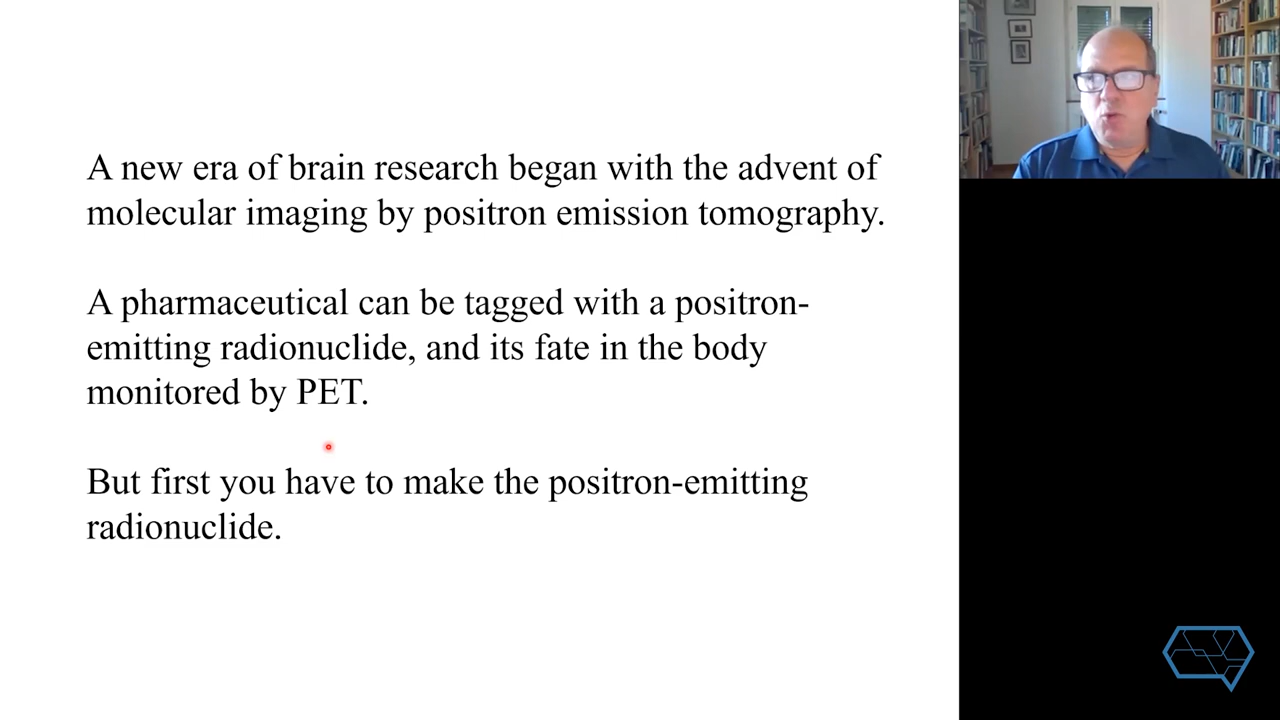 A new era of brain research began with the advent of
molecular imaging by positron emission tomography.
A pharmaceutical can be tagged with a positron-
emitting radionuclide, and its fate in the body
monitored by PET.
But first you have to make the positron-emitting
radionuclide.